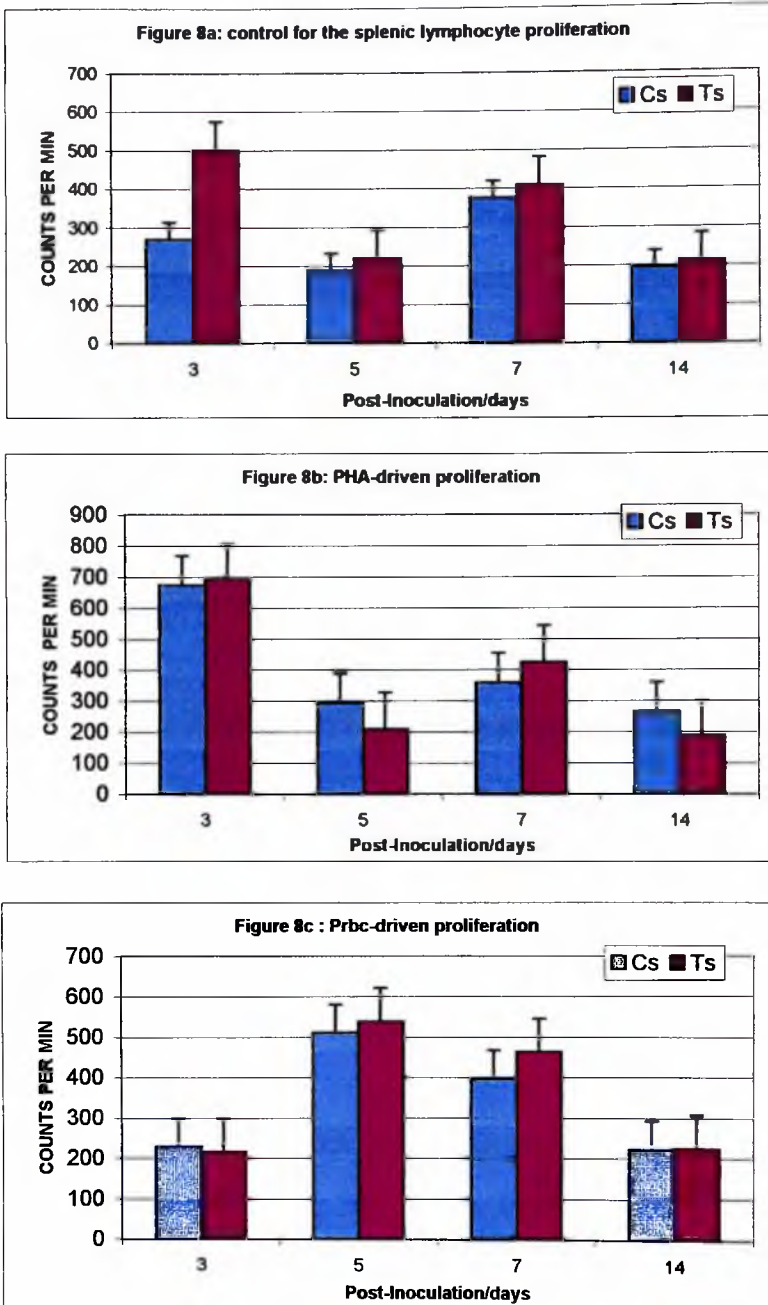 Figure 8a: control for the splenic lymphocyte proliferation
700
600
500
400
300
200
100
0
COUNTS PER MIN
Cs Ts
3 5 7 14
Post-Inoculation/days
Figure 8b: PHA-driven proliferation
900
800
700
600
500
400
300
200
100
0
COUNTS PER MIN
Cs Ts
3 5 7 14
Post-Inoculation/days
Figure 8c : Prbc-driven proliferation
700
600
500
400
300
200
100
0
COUNTS PER MIN
Cs Ts
3 5 7 14
Post-Inoculation/days